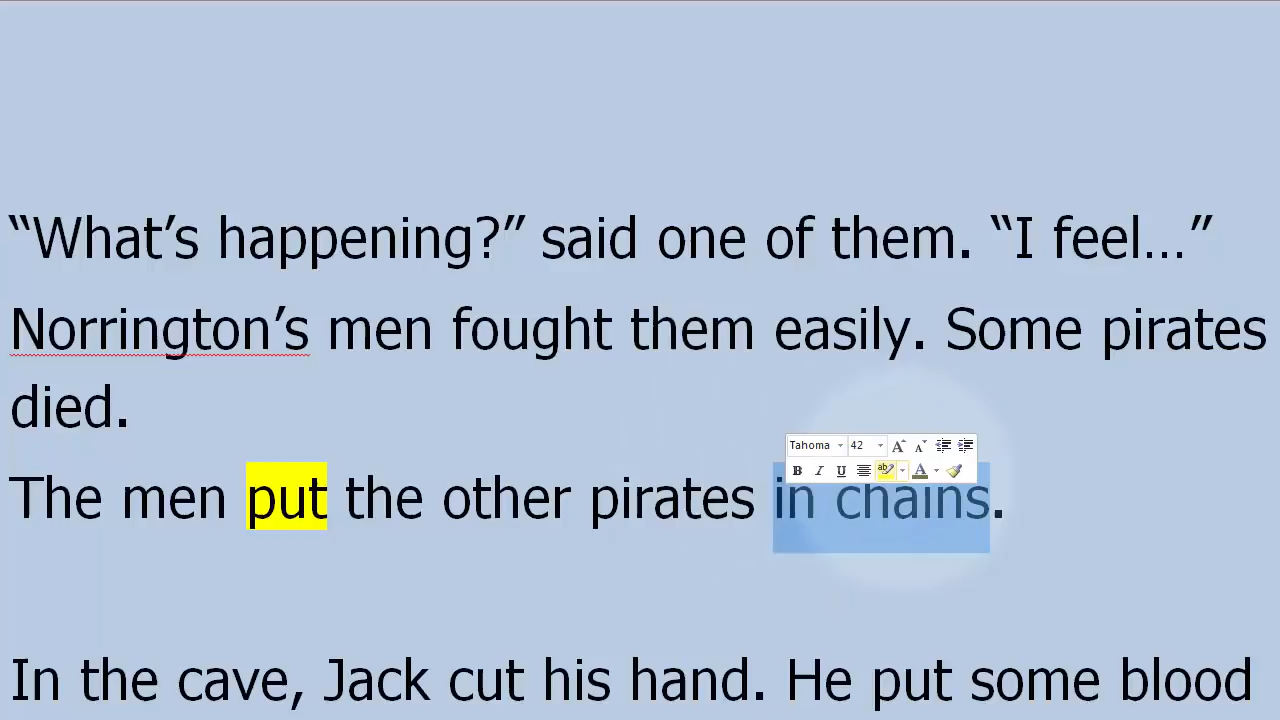 “What’s happening?” said one of them. “I feel…”
Norrington’s men fought them easily. Some pirates
died.
Tahoma 42
B I U ab A
The men put the other pirates in chains.
In the cave, Jack cut his hand. He put some blood